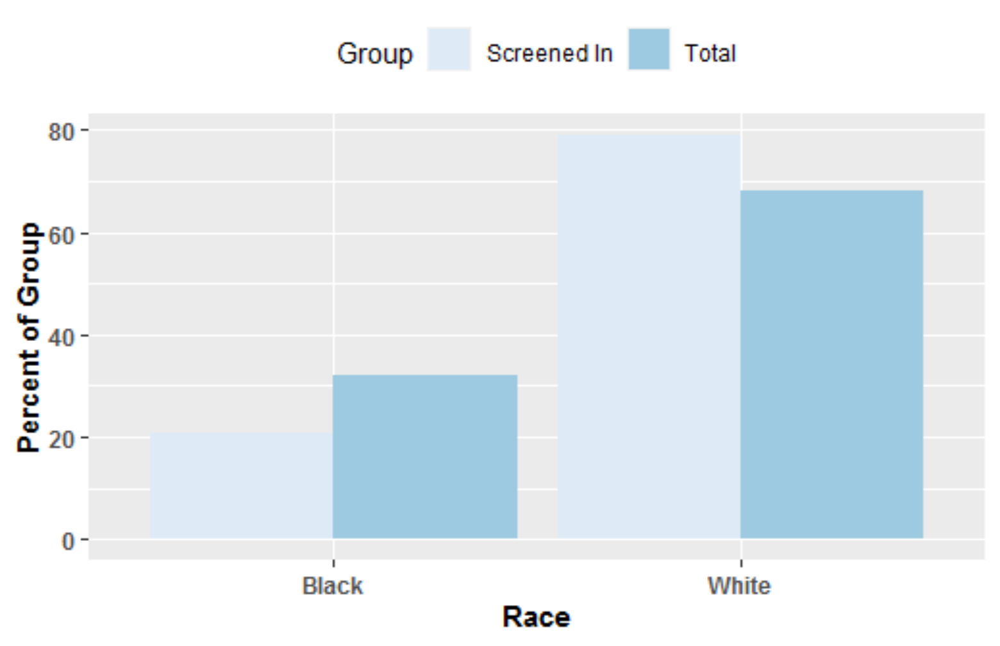 Group Screened In Total
Percent of Group
80
60
40
20
0
Black White
Race